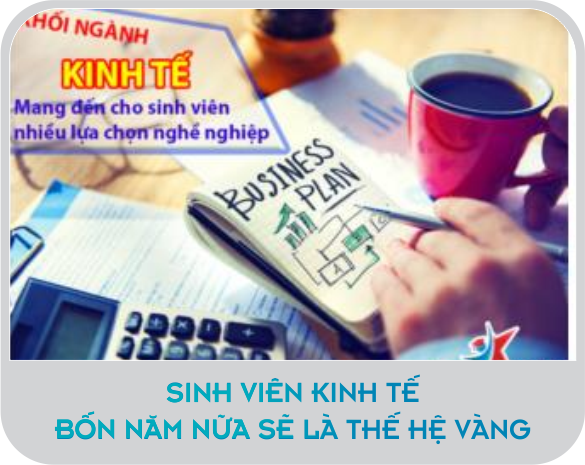 KHỐI NGÀNH
KINH TẾ
Mang đến cho sinh viên
nhiều lựa chọn nghề nghiệp
BUSINESS
PLAN
A
B
C
SINH VIÊN KINH TẾ
BỐN NĂM NỮA SẼ LÀ THẾ HỆ VÀNG